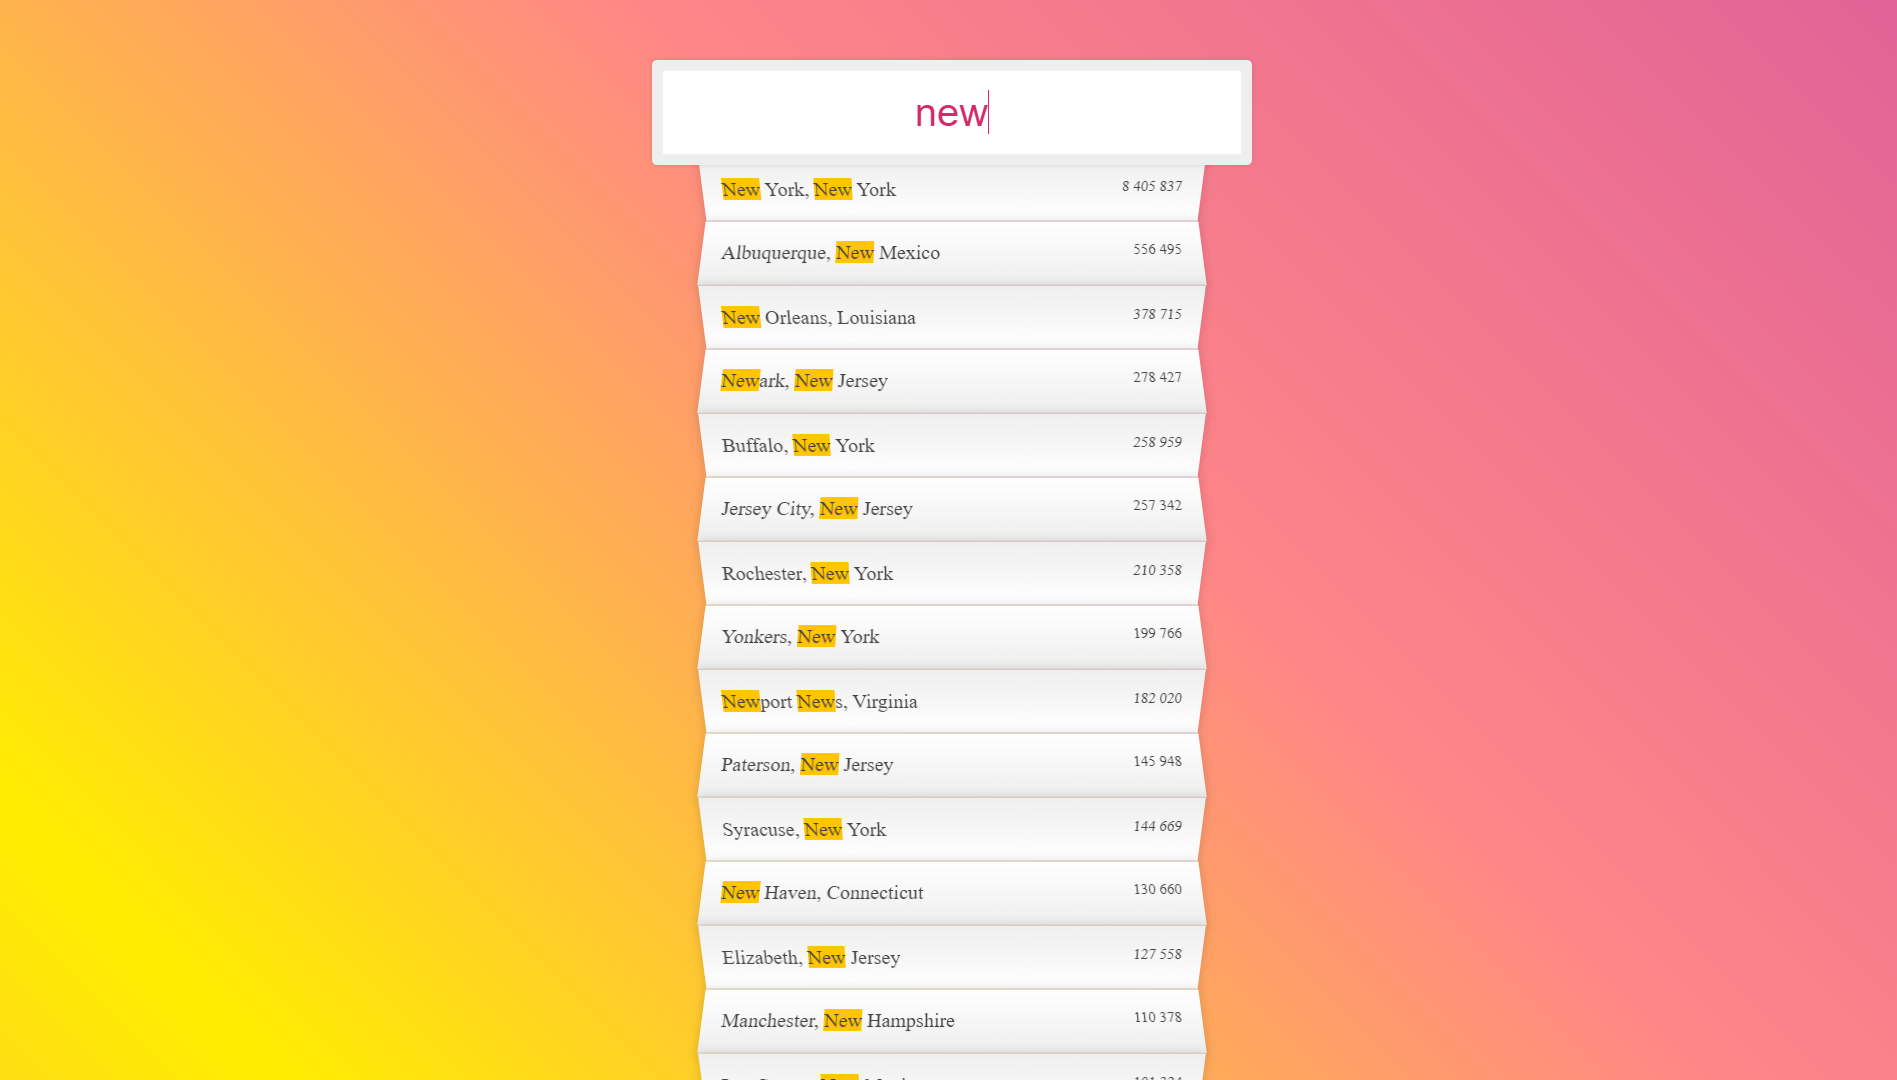 new
New York, New York 8 405 837
Albuquerque, New Mexico 556 495
New Orleans, Louisiana 378 715
Newark, New Jersey 278 427
Buffalo, New York 258 959
Jersey City, New Jersey 257 342
Rochester, New York 210 358
Yonkers, New York 199 766
Newport News, Virginia 182 020
Paterson, New Jersey 145 948
Syracuse, New York 144 669
New Haven, Connecticut 130 660
Elizabeth, New Jersey 127 558
Manchester, New Hampshire 110 378